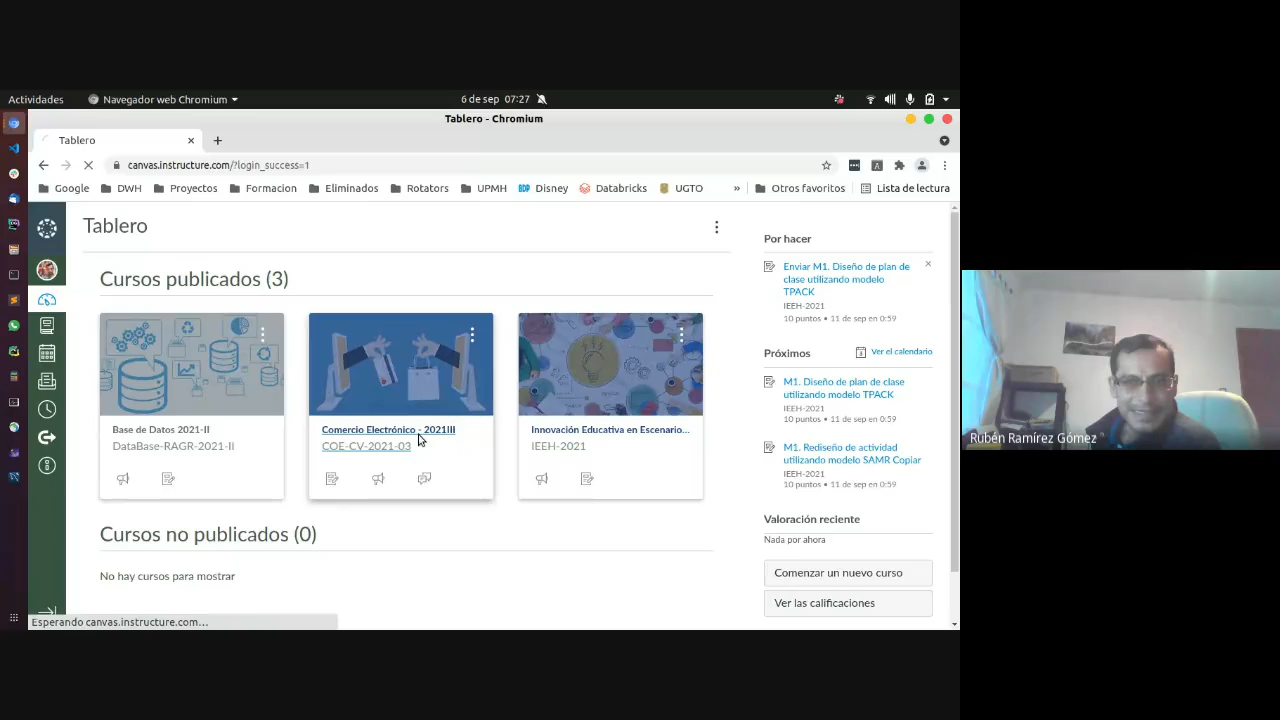 Actividades
Navegador web Chromium
6 de sep 07:27
Tablero - Chromium
Tablero
canvas.instructure.com/?login_success=1
Google
DWH
Proyectos
Formacion
Eliminados
Rotators
UPMH
Disney
Databricks
UGTO
»
Otros favoritos
Lista de lectura
Tablero
Cursos publicados (3)
Base de Datos 2021-II
DataBase-RAGR-2021-II
Comercio Electrónico - 2021III
COE-CV-2021-03
Innovación Educativa en Escenario...
IEEH-2021
Cursos no publicados (0)
No hay cursos para mostrar
Por hacer
Enviar M1. Diseño de plan de
clase utilizando modelo
TPACK
IEEH-2021
10 puntos • 11 de sep en 0:59
Próximos
Ver el calendario
M1. Diseño de plan de clase
utilizando modelo TPACK
IEEH-2021
10 puntos • 11 de sep en 0:59
M1. Rediseño de actividad
utilizando modelo SAMR Copiar
IEEH-2021
10 puntos • 11 de sep en 0:59
Valoración reciente
Nada por ahora
Comenzar un nuevo curso
Ver las calificaciones
Esperando canvas.instructure.com...
Rubén Ramírez Gómez